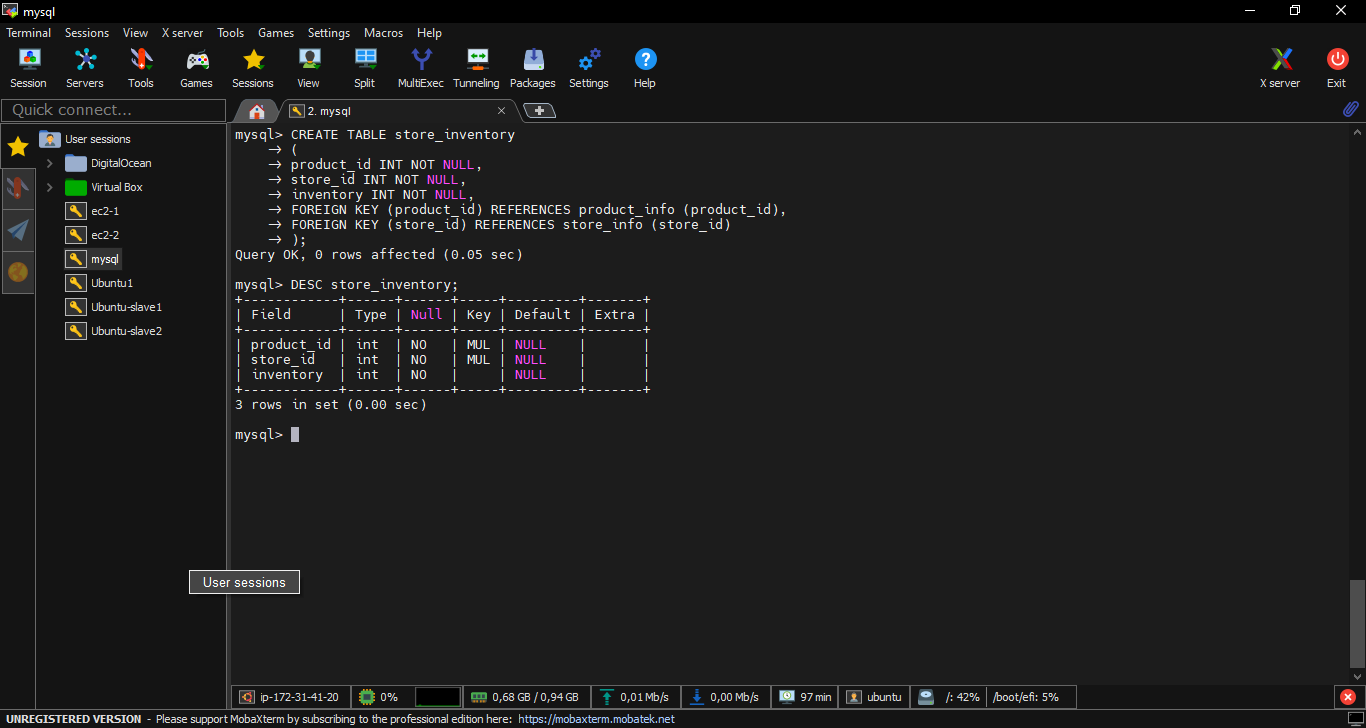 mysql
Terminal Sessions View X server Tools Games Settings Macros Help
Session Servers Tools Games Sessions View Split MultiExec Tunneling Packages Settings Help X server Exit
Quick connect...
2. mysql
User sessions
DigitalOcean
Virtual Box
ec2-1
ec2-2
mysql
Ubuntu1
Ubuntu-slave1
Ubuntu-slave2
mysql> CREATE TABLE store_inventory
-> (
-> product_id INT NOT NULL,
-> store_id INT NOT NULL,
-> inventory INT NOT NULL,
-> FOREIGN KEY (product_id) REFERENCES product_info (product_id),
-> FOREIGN KEY (store_id) REFERENCES store_info (store_id)
-> );
Query OK, 0 rows affected (0.05 sec)
mysql> DESC store_inventory;
+------------+------+------+-----+---------+-------+
| Field      | Type | Null | Key | Default | Extra |
+------------+------+------+-----+---------+-------+
| product_id | int  | NO   | MUL | NULL    |       |
| store_id   | int  | NO   | MUL | NULL    |       |
| inventory  | int  | NO   |     | NULL    |       |
+------------+------+------+-----+---------+-------+
3 rows in set (0.00 sec)
mysql>
User sessions
ip-172-31-41-20 0% 0,68 GB / 0,94 GB 0,01 Mb/s 0,00 Mb/s 97 min ubuntu /: 42% /boot/efi: 5%
UNREGISTERED VERSION - Please support MobaXterm by subscribing to the professional edition here: https://mobaxterm.mobatek.net